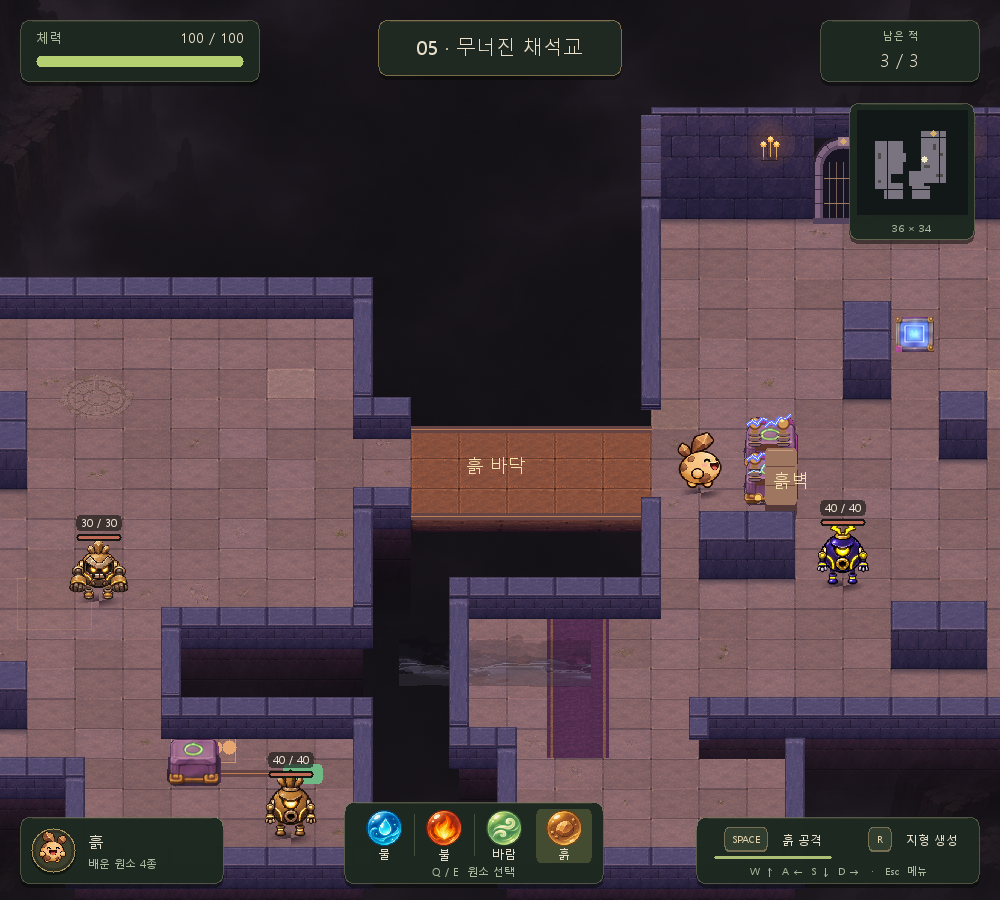 체력 100 / 100
05 · 무너진 채석교
남은 적
3 / 3
36 × 34
흙 바닥
흙벽
30 / 30
40 / 40
40 / 40
흙
배운 원소 4종
물 불 바람 흙
Q / E 원소 선택
SPACE 흙 공격 R 지형 생성
W ↑ A ← S ↓ D → · Esc 메뉴